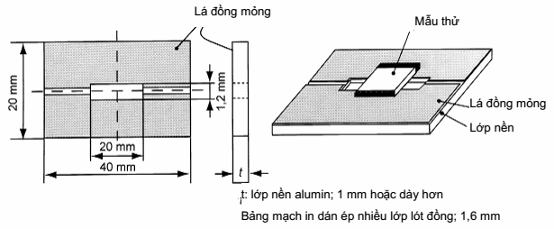 Lá đồng mỏng
Mẫu thử
20 mm
1,2 mm
Lá đồng mỏng
Lớp nền
20 mm
40 mm
t
t: lớp nền alumin; 1 mm hoặc dày hơn
Bảng mạch in dán ép nhiều lớp lót đồng; 1,6 mm